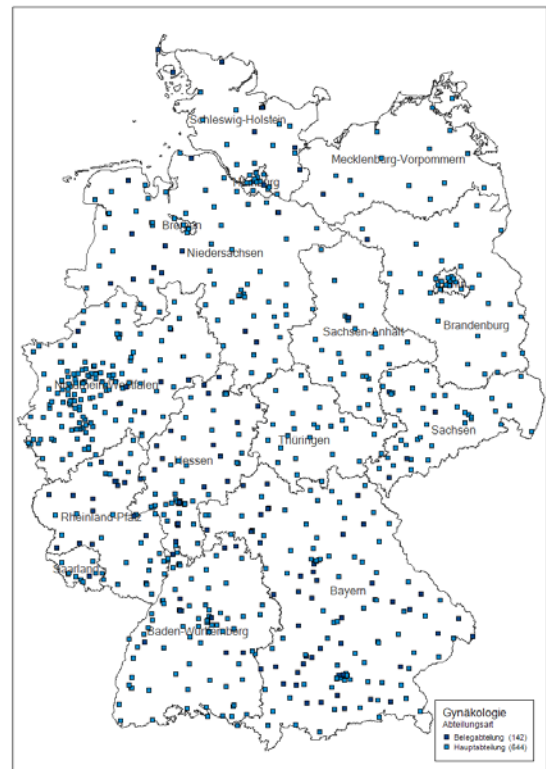 Schleswig-Holstein
Mecklenburg-Vorpommern
Hamburg
Bremen
Niedersachsen
Sachsen-Anhalt
Brandenburg
Nordrhein-Westfalen
Sachsen
Thüringen
Hessen
Rheinland-Pfalz
Saarland
Bayern
Baden-Württemberg
Gynäkologie
Abteilungsart
Belegabteilung (142)
Hauptabteilung (644)